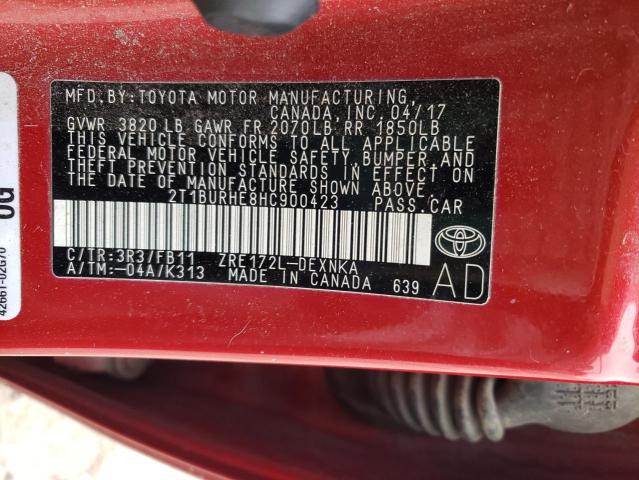 MFD. BY: TOYOTA MOTOR MANUFACTURING,
CANADA, INC. 04/17
GVWR 3820 LB GAWR FR 2070LB RR 1850LB
THIS VEHICLE CONFORMS TO ALL APPLICABLE
FEDERAL MOTOR VEHICLE SAFETY, BUMPER, AND
THEFT PREVENTION STANDARDS IN EFFECT ON
THE DATE OF MANUFACTURE SHOWN ABOVE.
2T1BURHE8HC900423 PASS.CAR
C/TR:3R3/FB11 ZRE172L-DEXNKA
A/TM:-04A/K313 MADE IN CANADA 639
AD
42661-02G70
0G